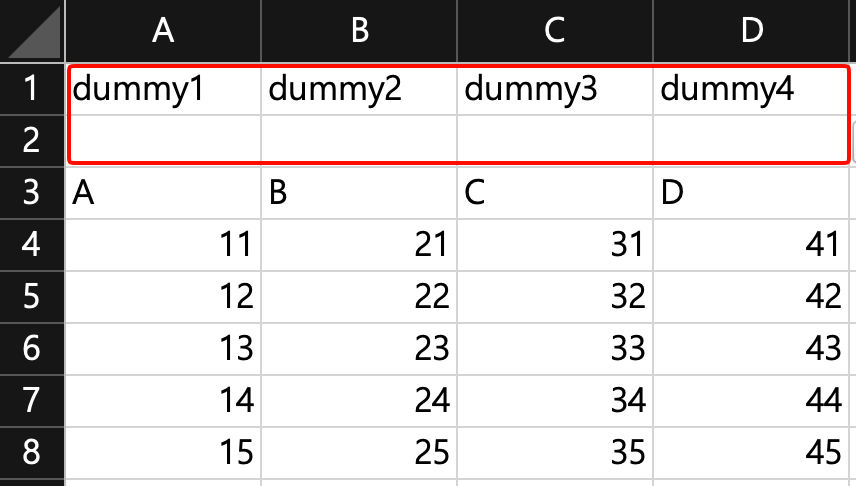 A B C D
1 dummy1 dummy2 dummy3 dummy4
2
3 A B C D
4 11 21 31 41
5 12 22 32 42
6 13 23 33 43
7 14 24 34 44
8 15 25 35 45